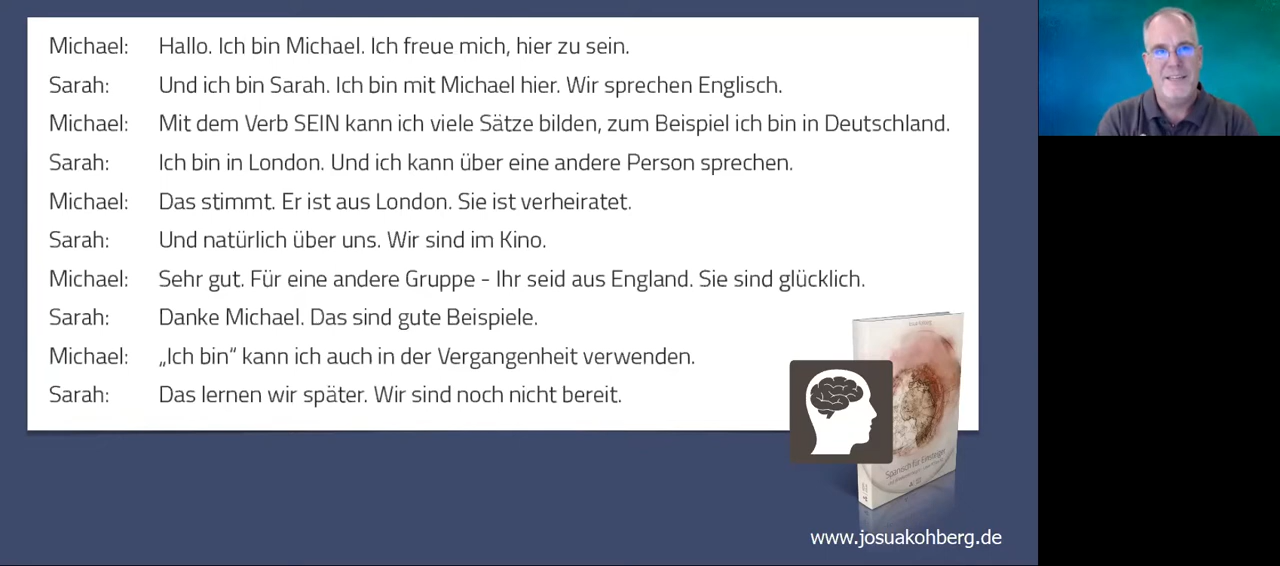 Michael: Hallo. Ich bin Michael. Ich freue mich, hier zu sein.
Sarah: Und ich bin Sarah. Ich bin mit Michael hier. Wir sprechen Englisch.
Michael: Mit dem Verb SEIN kann ich viele Sätze bilden, zum Beispiel ich bin in Deutschland.
Sarah: Ich bin in London. Und ich kann über eine andere Person sprechen.
Michael: Das stimmt. Er ist aus London. Sie ist verheiratet.
Sarah: Und natürlich über uns. Wir sind im Kino.
Michael: Sehr gut. Für eine andere Gruppe - Ihr seid aus England. Sie sind glücklich.
Sarah: Danke Michael. Das sind gute Beispiele.
Michael: „Ich bin“ kann ich auch in der Vergangenheit verwenden.
Sarah: Das lernen wir später. Wir sind noch nicht bereit.
Spanisch für Einsteiger
www.josuakohberg.de